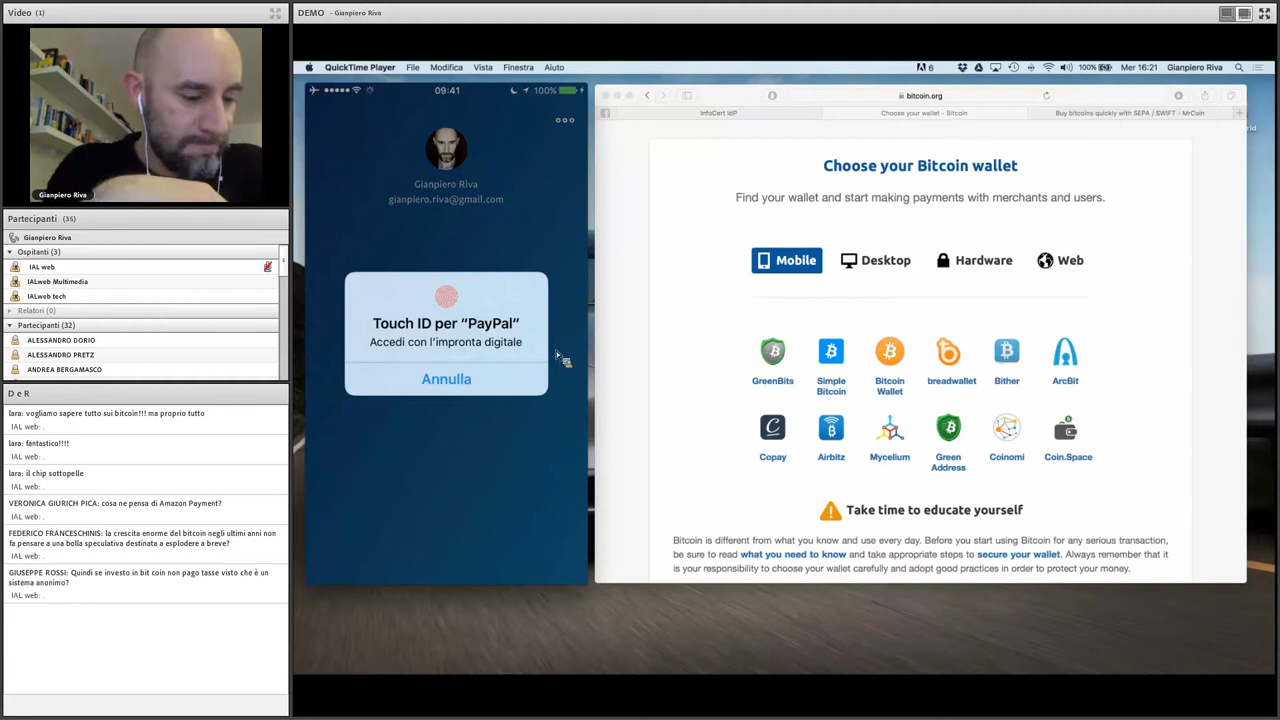 Video (1)
Gianpiero Riva
Partecipanti (35)
Gianpiero Riva
Ospitanti (3)
IAL web
IALweb Multimedia
IALweb tech
Relatori (0)
Partecipanti (32)
ALESSANDRO DORIO
ALESSANDRO PRETZ
ANDREA BERGAMASCO
D e R
lara: vogliamo sapere tutto sui bitcoin!!! ma proprio tutto
IAL web: .
lara: fantastico!!!!
IAL web: .
lara: il chip sottopelle
IAL web: .
VERONICA GIURICH PICA: cosa ne pensa di Amazon Payment?
IAL web: .
FEDERICO FRANCESCHINIS: la crescita enorme del bitcoin negli ultimi anni non
fa pensare a una bolla speculativa destinata a esplodere a breve?
IAL web: .
GIUSEPPE ROSSI: Quindi se investo in bit coin non pago tasse visto che è un
sistema anonimo?
IAL web: .
DEMO - Gianpiero Riva
QuickTime Player File Modifica Vista Finestra Aiuto
6 100% Mer 16:21 Gianpiero Riva
09:41 100%
Gianpiero Riva
gianpiero.riva@gmail.com
Touch ID per “PayPal”
Accedi con l’impronta digitale
Annulla
bitcoin.org
InfoCert IdP
Choose your wallet - Bitcoin
Buy bitcoins quickly with SEPA / SWIFT - MrCoin
Choose your Bitcoin wallet
Find your wallet and start making payments with merchants and users.
Mobile Desktop Hardware Web
GreenBits
Simple
Bitcoin
Bitcoin
Wallet
breadwallet
Bither
ArcBit
Copay
Airbitz
Mycelium
Green
Address
Coinomi
Coin.Space
Take time to educate yourself
Bitcoin is different from what you know and use every day. Before you start using Bitcoin for any serious transaction,
be sure to read what you need to know and take appropriate steps to secure your wallet. Always remember that it
is your responsibility to choose your wallet carefully and adopt good practices in order to protect your money.